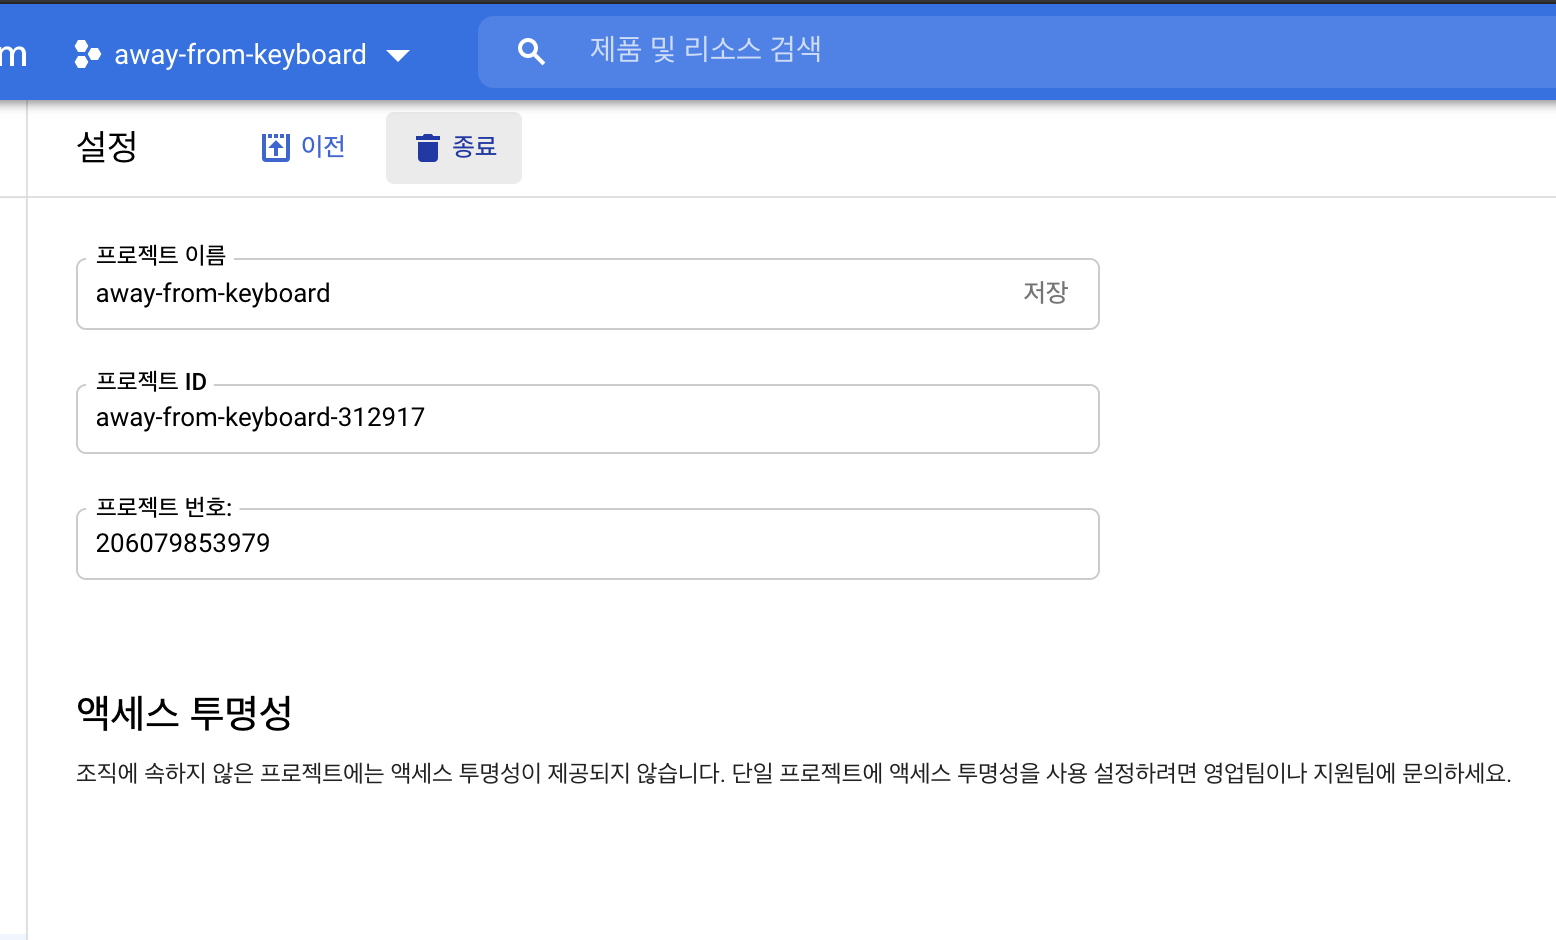 m away-from-keyboard 제품 및 리소스 검색
설정 이전 종료
프로젝트 이름
away-from-keyboard 저장
프로젝트 ID
away-from-keyboard-312917
프로젝트 번호:
206079853979
액세스 투명성
조직에 속하지 않은 프로젝트에는 액세스 투명성이 제공되지 않습니다. 단일 프로젝트에 액세스 투명성을 사용 설정하려면 영업팀이나 지원팀에 문의하세요.